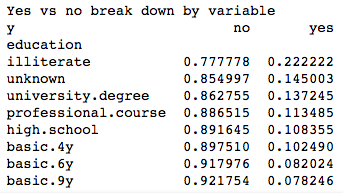 Yes vs no break down by variable
y no yes
education
illiterate 0.777778 0.222222
unknown 0.854997 0.145003
university.degree 0.862755 0.137245
professional.course 0.886515 0.113485
high.school 0.891645 0.108355
basic.4y 0.897510 0.102490
basic.6y 0.917976 0.082024
basic.9y 0.921754 0.078246